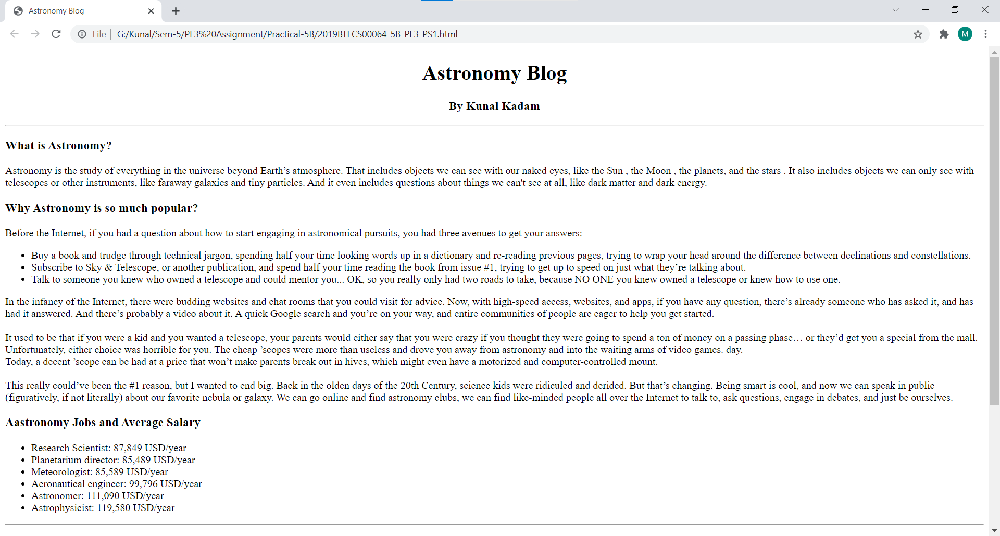 Astronomy Blog
File | G:/Kunal/Sem-5/PL3%20Assignment/Practical-5B/2019BTECS00064_5B_PL3_PS1.html
M
Astronomy Blog
By Kunal Kadam
What is Astronomy?
Astronomy is the study of everything in the universe beyond Earth’s atmosphere. That includes objects we can see with our naked eyes, like the Sun , the Moon , the planets, and the stars . It also includes objects we can only see with
telescopes or other instruments, like faraway galaxies and tiny particles. And it even includes questions about things we can't see at all, like dark matter and dark energy.
Why Astronomy is so much popular?
Before the Internet, if you had a question about how to start engaging in astronomical pursuits, you had three avenues to get your answers:
• Buy a book and trudge through technical jargon, spending half your time looking words up in a dictionary and re-reading previous pages, trying to wrap your head around the difference between declinations and constellations.
• Subscribe to Sky & Telescope, or another publication, and spend half your time reading the book from issue #1, trying to get up to speed on just what they’re talking about.
• Talk to someone you knew who owned a telescope and could mentor you... OK, so you really only had two roads to take, because NO ONE you knew owned a telescope or knew how to use one.
In the infancy of the Internet, there were budding websites and chat rooms that you could visit for advice. Now, with high-speed access, websites, and apps, if you have any question, there’s already someone who has asked it, and has
had it answered. And there’s probably a video about it. A quick Google search and you’re on your way, and entire communities of people are eager to help you get started.
It used to be that if you were a kid and you wanted a telescope, your parents would either say that you were crazy if you thought they were going to spend a ton of money on a passing phase… or they’d get you a special from the mall.
Unfortunately, either choice was horrible for you. The cheap ’scopes were more than useless and drove you away from astronomy and into the waiting arms of video games. day.
Today, a decent ’scope can be had at a price that won’t make parents break out in hives, which might even have a motorized and computer-controlled mount.
This really could’ve been the #1 reason, but I wanted to end big. Back in the olden days of the 20th Century, science kids were ridiculed and derided. But that’s changing. Being smart is cool, and now we can speak in public
(figuratively, if not literally) about our favorite nebula or galaxy. We can go online and find astronomy clubs, we can find like-minded people all over the Internet to talk to, ask questions, engage in debates, and just be ourselves.
Aastronomy Jobs and Average Salary
• Research Scientist: 87,849 USD/year
• Planetarium director: 85,489 USD/year
• Meteorologist: 85,589 USD/year
• Aeronautical engineer: 99,796 USD/year
• Astronomer: 111,090 USD/year
• Astrophysicist: 119,580 USD/year